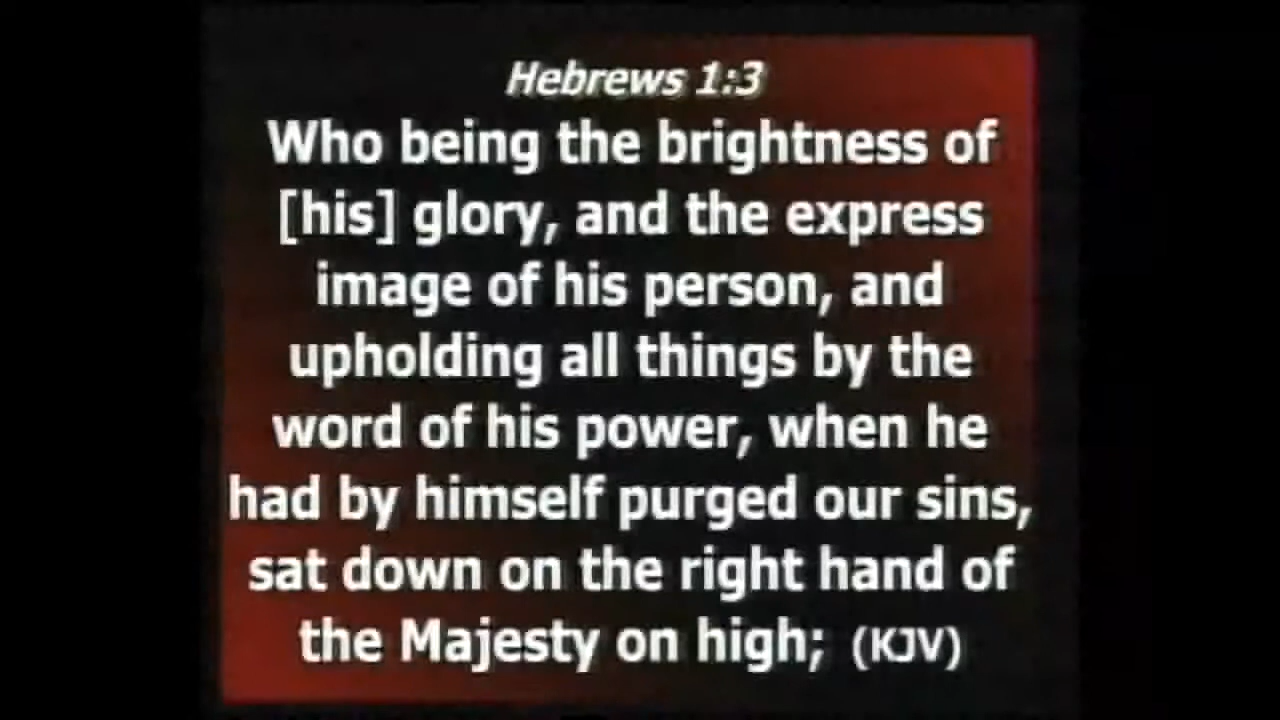 Hebrews 1:3
Who being the brightness of
[his] glory, and the express
image of his person, and
upholding all things by the
word of his power, when he
had by himself purged our sins,
sat down on the right hand of
the Majesty on high; (KJV)